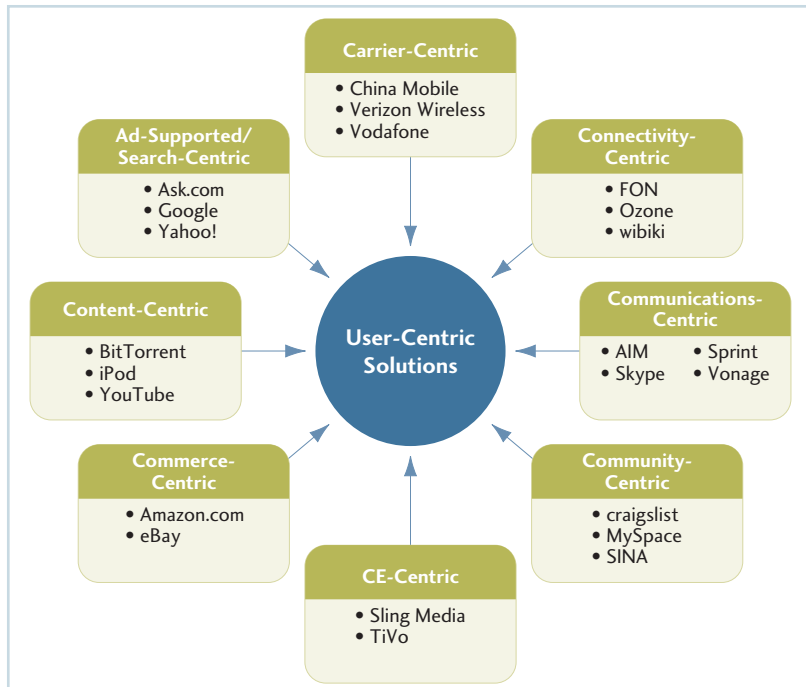 Carrier-Centric
• China Mobile
• Verizon Wireless
• Vodafone
Ad-Supported/
Search-Centric
• Ask.com
• Google
• Yahoo!
Connectivity-
Centric
• FON
• Ozone
• wibiki
Content-Centric
• BitTorrent
• iPod
• YouTube
User-Centric
Solutions
Communications-
Centric
• AIM • Sprint
• Skype • Vonage
Commerce-
Centric
• Amazon.com
• eBay
CE-Centric
• Sling Media
• TiVo
Community-
Centric
• craigslist
• MySpace
• SINA